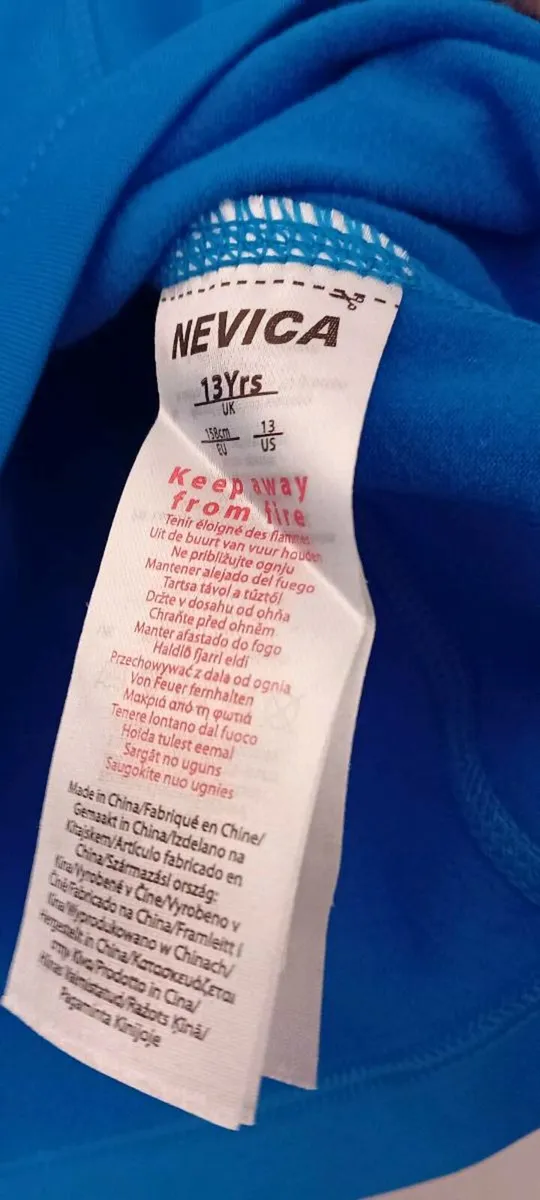 NEVICA
13Yrs
UK
158cm 13
EU US
Keep away
from fire
Tenir éloigné des flammes
Uit de buurt van vuur houden
Ne približujte ognju
Mantener alejado del fuego
Tartsa távol a tűztől
Držte v dosahu od ohňa
Chraňte před ohněm
Manter afastado do fogo
Haldið fjarri eldi
Przechowywać z dala od ognia
Von Feuer fernhalten
Μακριά από τη φωτιά
Tenere lontano dal fuoco
Hoida tulest eemal
Sargāt no uguns
Saugokite nuo ugnies
Made in China/Fabriqué en Chine/
Gemaakt in China/Izdelano na
Kitajskem/Artículo fabricado en
China/Származási ország:
Kína/Vyrobené v Číne/Vyrobeno v
Číně/Fabricado na China/Framleitt í
Kína/Wyprodukowano w Chinach/
Hergestellt in China/Κατασκευάζεται
στην Κίνα/Prodotto in Cina/
Hiina/Valmistatud/Ražots Ķīnā/
Pagaminta Kinijoje